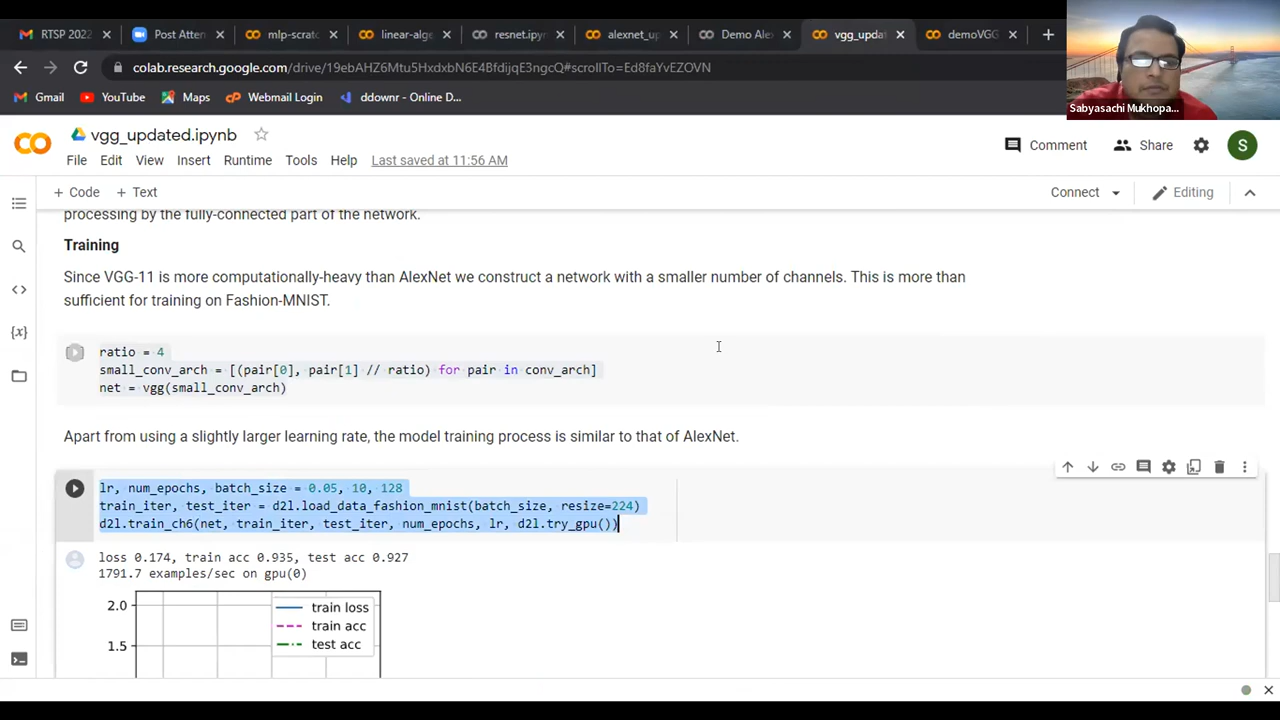 RTSP 2022
Post Atten
mlp-scratc
linear-alge
resnet.ipyn
alexnet_up
Demo Ale
vgg_updat
demoVGG
colab.research.google.com/drive/19ebAHZ6Mtu5HxdxbN6E4BfdijqE3ngcQ#scrollTo=Ed8faYvEZOVN
Gmail
YouTube
Maps
Webmail Login
ddownr - Online D...
Sabyasachi Mukhopa...
vgg_updated.ipynb
File Edit View Insert Runtime Tools Help Last saved at 11:56 AM
Comment
Share
S
+ Code + Text
Connect
Editing
processing by the fully-connected part of the network.
Training
Since VGG-11 is more computationally-heavy than AlexNet we construct a network with a smaller number of channels. This is more than
sufficient for training on Fashion-MNIST.
ratio = 4
small_conv_arch = [(pair[0], pair[1] // ratio) for pair in conv_arch]
net = vgg(small_conv_arch)
Apart from using a slightly larger learning rate, the model training process is similar to that of AlexNet.
lr, num_epochs, batch_size = 0.05, 10, 128
train_iter, test_iter = d2l.load_data_fashion_mnist(batch_size, resize=224)
d2l.train_ch6(net, train_iter, test_iter, num_epochs, lr, d2l.try_gpu())
loss 0.174, train acc 0.935, test acc 0.927
1791.7 examples/sec on gpu(0)
2.0
train loss
train acc
1.5
test acc